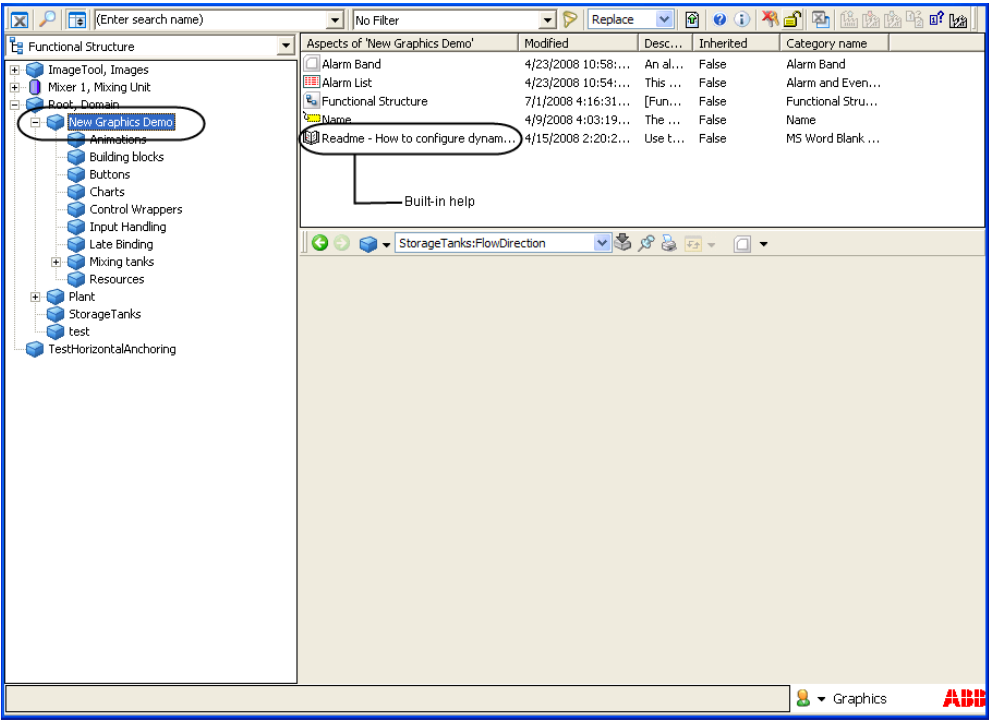 (Enter search name) No Filter Replace
Functional Structure
Aspects of 'New Graphics Demo' Modified Desc... Inherited Category name
Alarm Band 4/23/2008 10:58:... An al... False Alarm Band
Alarm List 4/23/2008 10:54:... This ... False Alarm and Even...
Functional Structure 7/1/2008 4:16:31... [Fun... False Functional Stru...
Name 4/9/2008 4:03:19... The ... False Name
Readme - How to configure dynam... 4/15/2008 2:20:2... Use t... False MS Word Blank ...
Built-in help
ImageTool, Images
Mixer 1, Mixing Unit
Root, Domain
New Graphics Demo
Animations
Building blocks
Buttons
Charts
Control Wrappers
Input Handling
Late Binding
Mixing tanks
Resources
Plant
StorageTanks
test
TestHorizontalAnchoring
StorageTanks:FlowDirection
Graphics ABB